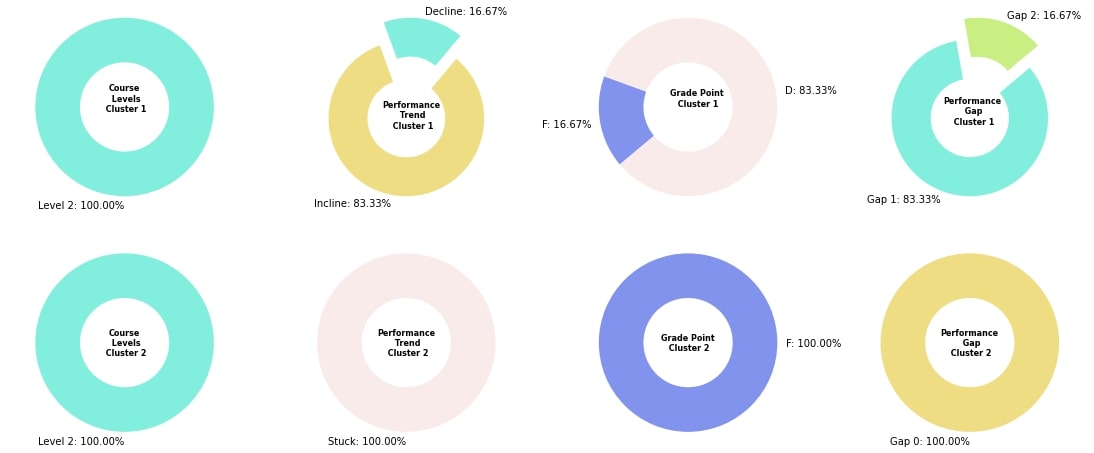 Course
Levels
Cluster 1
Level 2: 100.00%
Decline: 16.67%
Performance
Trend
Cluster 1
Incline: 83.33%
Grade Point
Cluster 1
D: 83.33%
F: 16.67%
Gap 2: 16.67%
Performance
Gap
Cluster 1
Gap 1: 83.33%
Course
Levels
Cluster 2
Level 2: 100.00%
Performance
Trend
Cluster 2
Stuck: 100.00%
Grade Point
Cluster 2
F: 100.00%
Performance
Gap
Cluster 2
Gap 0: 100.00%